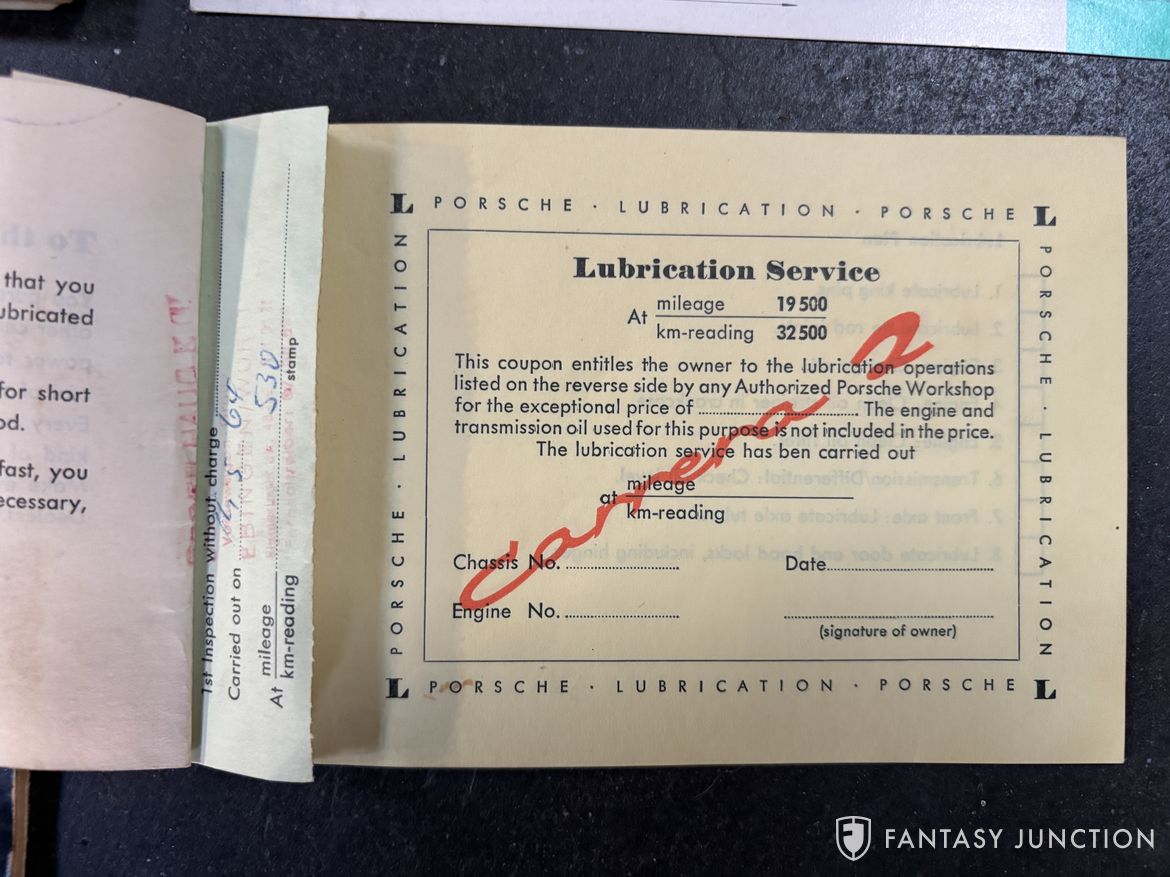 that you
ubricated
for short
od.
fast, you
ecessary,
1st Inspection without charge
Carried out on
At mileage 530
km-reading
stamp
L PORSCHE · LUBRICATION · PORSCHE L
PORSCHE · LUBRICATION
Lubrication Service
At mileage 19 500
km-reading 32 500
This coupon entitles the owner to the lubrication operations
listed on the reverse side by any Authorized Porsche Workshop
for the exceptional price of . The engine and
transmission oil used for this purpose is not included in the price.
The lubrication service has ben carried out
at mileage
km-reading
Chassis No. Date
Engine No.
(signature of owner)
Carrera 2
PORSCHE · LUBRICATION
L PORSCHE · LUBRICATION · PORSCHE L
FANTASY JUNCTION